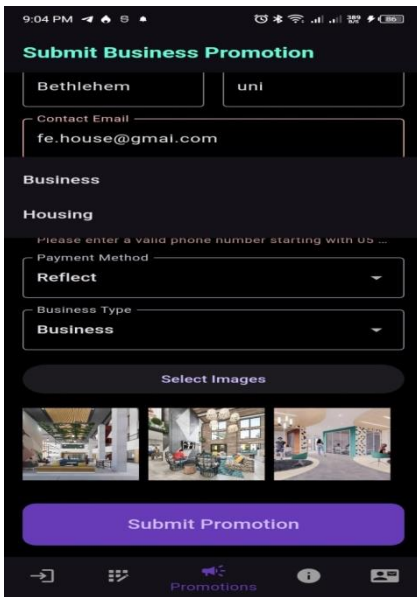 9:04 PM
Submit Business Promotion
Bethlehem
uni
Contact Email
fe.house@gmai.com
Business
Housing
Please enter a valid phone number starting with 05 ...
Payment Method
Reflect
Business Type
Business
Select Images
Submit Promotion
Promotions